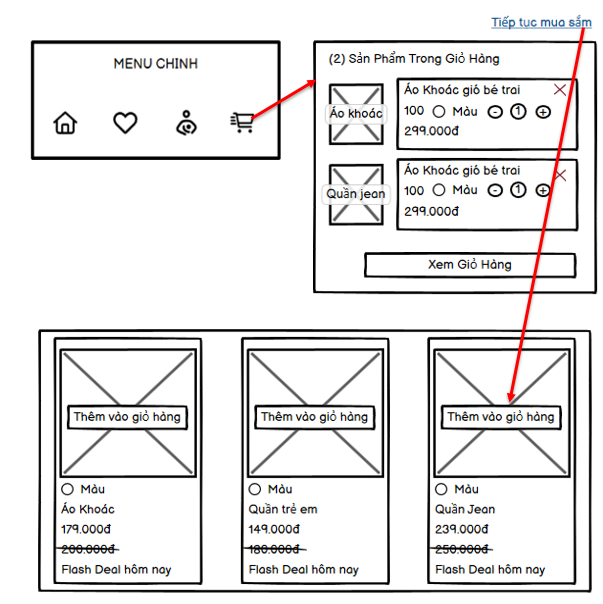 Tiếp tục mua sắm
MENU CHINH
(2) Sản Phẩm Trong Giỏ Hàng
Áo khoác
Áo Khoác gió bé trai
100 Màu - 1 +
299.000đ
Quần jean
Áo Khoác gió bé trai
100 Màu - 1 +
299.000đ
Xem Giỏ Hàng
Thêm vào giỏ hàng
Màu
Áo Khoác
179.000đ
200.000đ
Flash Deal hôm nay
Thêm vào giỏ hàng
Màu
Quần trẻ em
149.000đ
180.000đ
Flash Deal hôm nay
Thêm vào giỏ hàng
Màu
Quần Jean
239.000đ
250.000đ
Flash Deal hôm nay